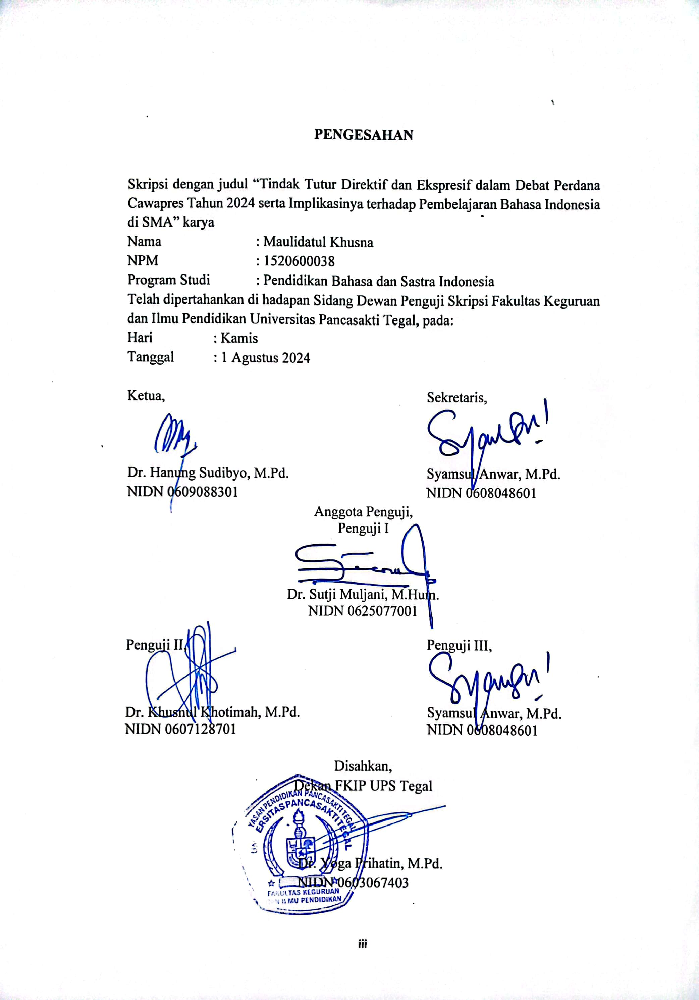 PENGESAHAN
Skripsi dengan judul “Tindak Tutur Direktif dan Ekspresif dalam Debat Perdana
Cawapres Tahun 2024 serta Implikasinya terhadap Pembelajaran Bahasa Indonesia
di SMA” karya
Nama : Maulidatul Khusna
NPM : 1520600038
Program Studi : Pendidikan Bahasa dan Sastra Indonesia
Telah dipertahankan di hadapan Sidang Dewan Penguji Skripsi Fakultas Keguruan
dan Ilmu Pendidikan Universitas Pancasakti Tegal, pada:
Hari : Kamis
Tanggal : 1 Agustus 2024
Ketua, Sekretaris,
Dr. Hanung Sudibyo, M.Pd. Syamsul Anwar, M.Pd.
NIDN 0609088301 NIDN 0608048601
Anggota Penguji,
Penguji I
Dr. Sutji Muljani, M.Hum.
NIDN 0625077001
Penguji II, Penguji III,
Dr. Khusnul Khotimah, M.Pd. Syamsul Anwar, M.Pd.
NIDN 0607128701 NIDN 0608048601
Disahkan,
Dekan FKIP UPS Tegal
YASAN PENDIDIKAN PANCASAKTI TEGAL
ERSITAS PANCASAKTI TEGAL
Dr. Yoga Prihatin, M.Pd.
NIDN 0603067403
FAKULTAS KEGURUAN
ILMU PENDIDIKAN
iii